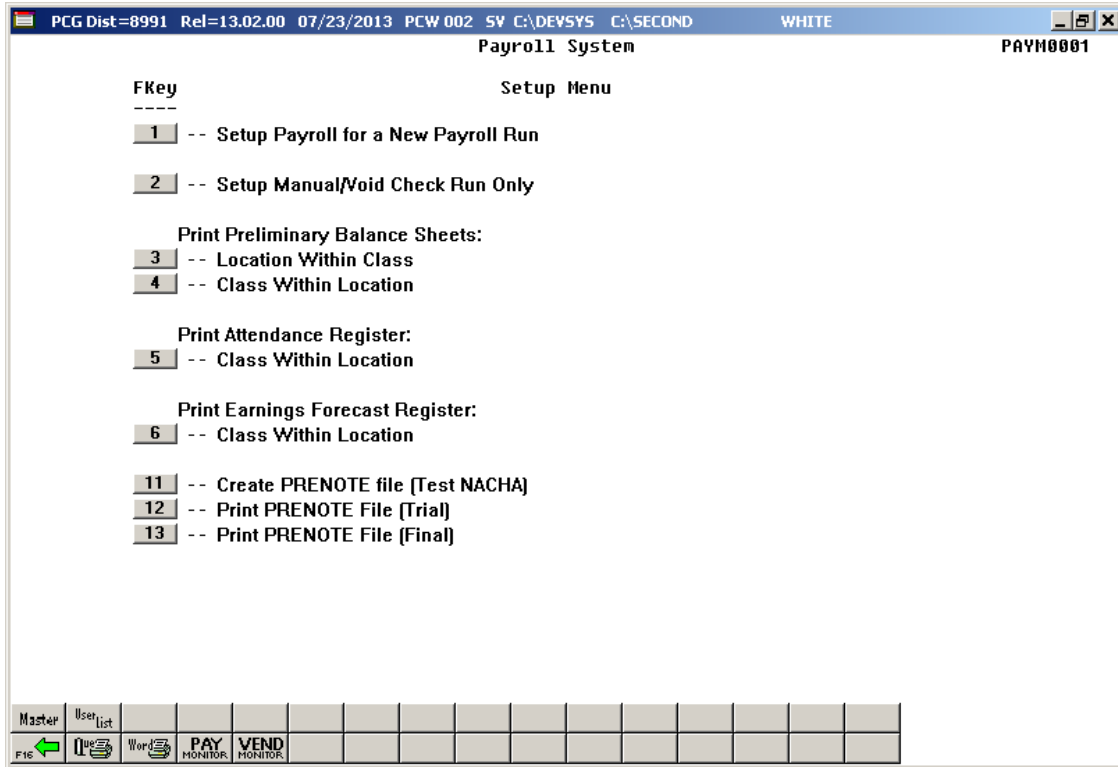 PCG Dist=8991 Rel=13.02.00 07/23/2013 PCW 002 SV C:\DEVSYS C:\SECOND WHITE
Payroll System PAYM0001
FKey Setup Menu
----
1 -- Setup Payroll for a New Payroll Run
2 -- Setup Manual/Void Check Run Only
Print Preliminary Balance Sheets:
3 -- Location Within Class
4 -- Class Within Location
Print Attendance Register:
5 -- Class Within Location
Print Earnings Forecast Register:
6 -- Class Within Location
11 -- Create PRENOTE file (Test NACHA)
12 -- Print PRENOTE File (Trial)
13 -- Print PRENOTE File (Final)
Master User List
F16 Que Word PAY MONITOR VEND MONITOR